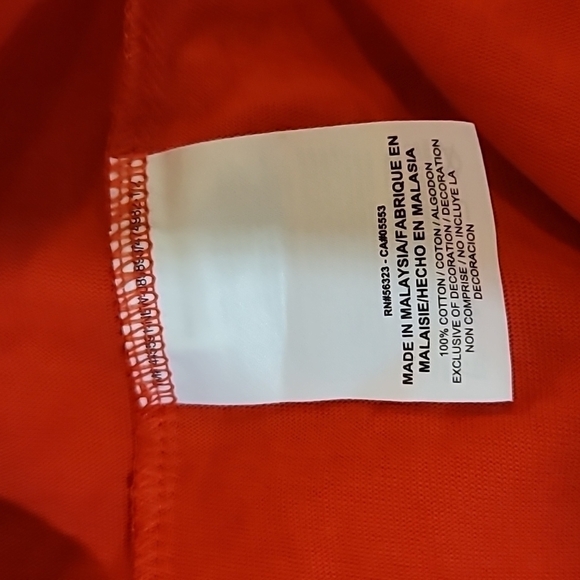 RN#56323 - CA#05553
MADE IN MALAYSIA/FABRIQUE EN
MALAISIE/HECHO EN MALASIA
100% COTTON / COTON / ALGODON
EXCLUSIVE OF DECORATION / DECORATION
NON COMPRISE / NO INCLUYE LA
DECORACION